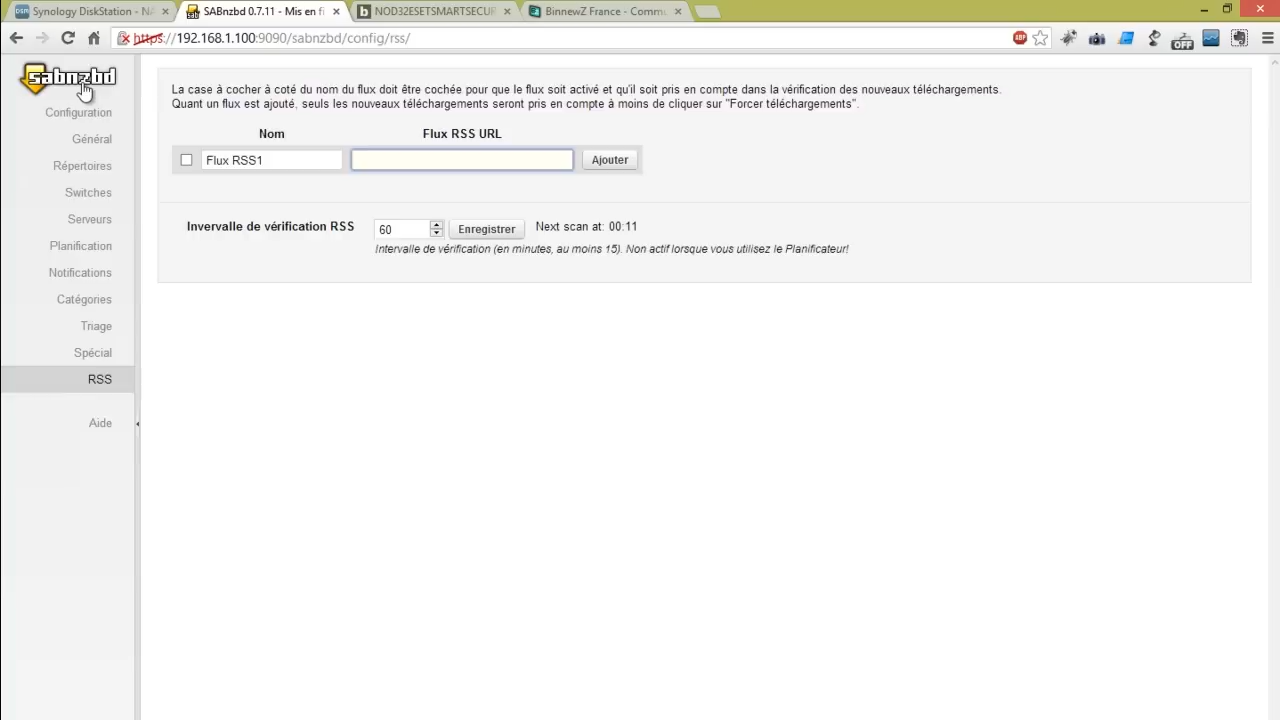 Synology DiskStation - NA
SABnzbd 0.7.11 - Mis en fi
NOD32ESETSMARTSECUR
BinnewZ France - Commu
https://192.168.1.100:9090/sabnzbd/config/rss/
ABP
OFF
sabnzbd
Configuration
Général
Répertoires
Switches
Serveurs
Planification
Notifications
Catégories
Triage
Spécial
RSS
Aide
La case à cocher à coté du nom du flux doit être cochée pour que le flux soit activé et qu'il soit pris en compte dans la vérification des nouveaux téléchargements.
Quant un flux est ajouté, seuls les nouveaux téléchargements seront pris en compte à moins de cliquer sur "Forcer téléchargements".
Nom Flux RSS URL
Flux RSS1 Ajouter
Invervalle de vérification RSS 60 Enregistrer Next scan at: 00:11
Intervalle de vérification (en minutes, au moins 15). Non actif lorsque vous utilisez le Planificateur!